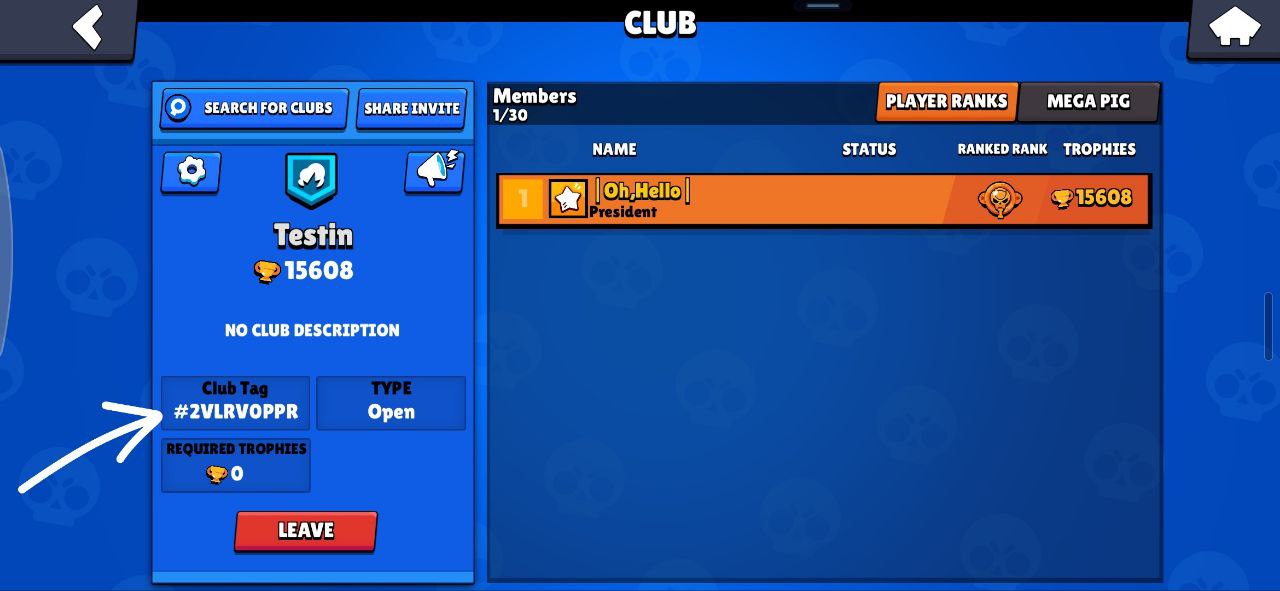 CLUB
SEARCH FOR CLUBS
SHARE INVITE
Testin
15608
NO CLUB DESCRIPTION
Club Tag
#2VLRV0PPR
TYPE
Open
REQUIRED TROPHIES
0
LEAVE
Members
1/30
PLAYER RANKS
MEGA PIG
NAME STATUS RANKED RANK TROPHIES
1
|Oh,Hello|
President
15608